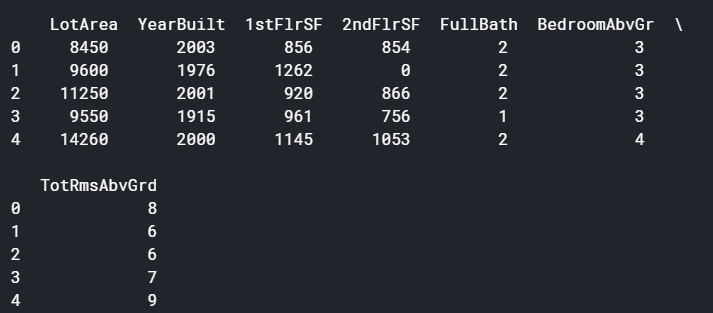 LotArea YearBuilt 1stFlrSF 2ndFlrSF FullBath BedroomAbvGr \
0 8450 2003 856 854 2 3
1 9600 1976 1262 0 2 3
2 11250 2001 920 866 2 3
3 9550 1915 961 756 1 3
4 14260 2000 1145 1053 2 4
TotRmsAbvGrd
0 8
1 6
2 6
3 7
4 9